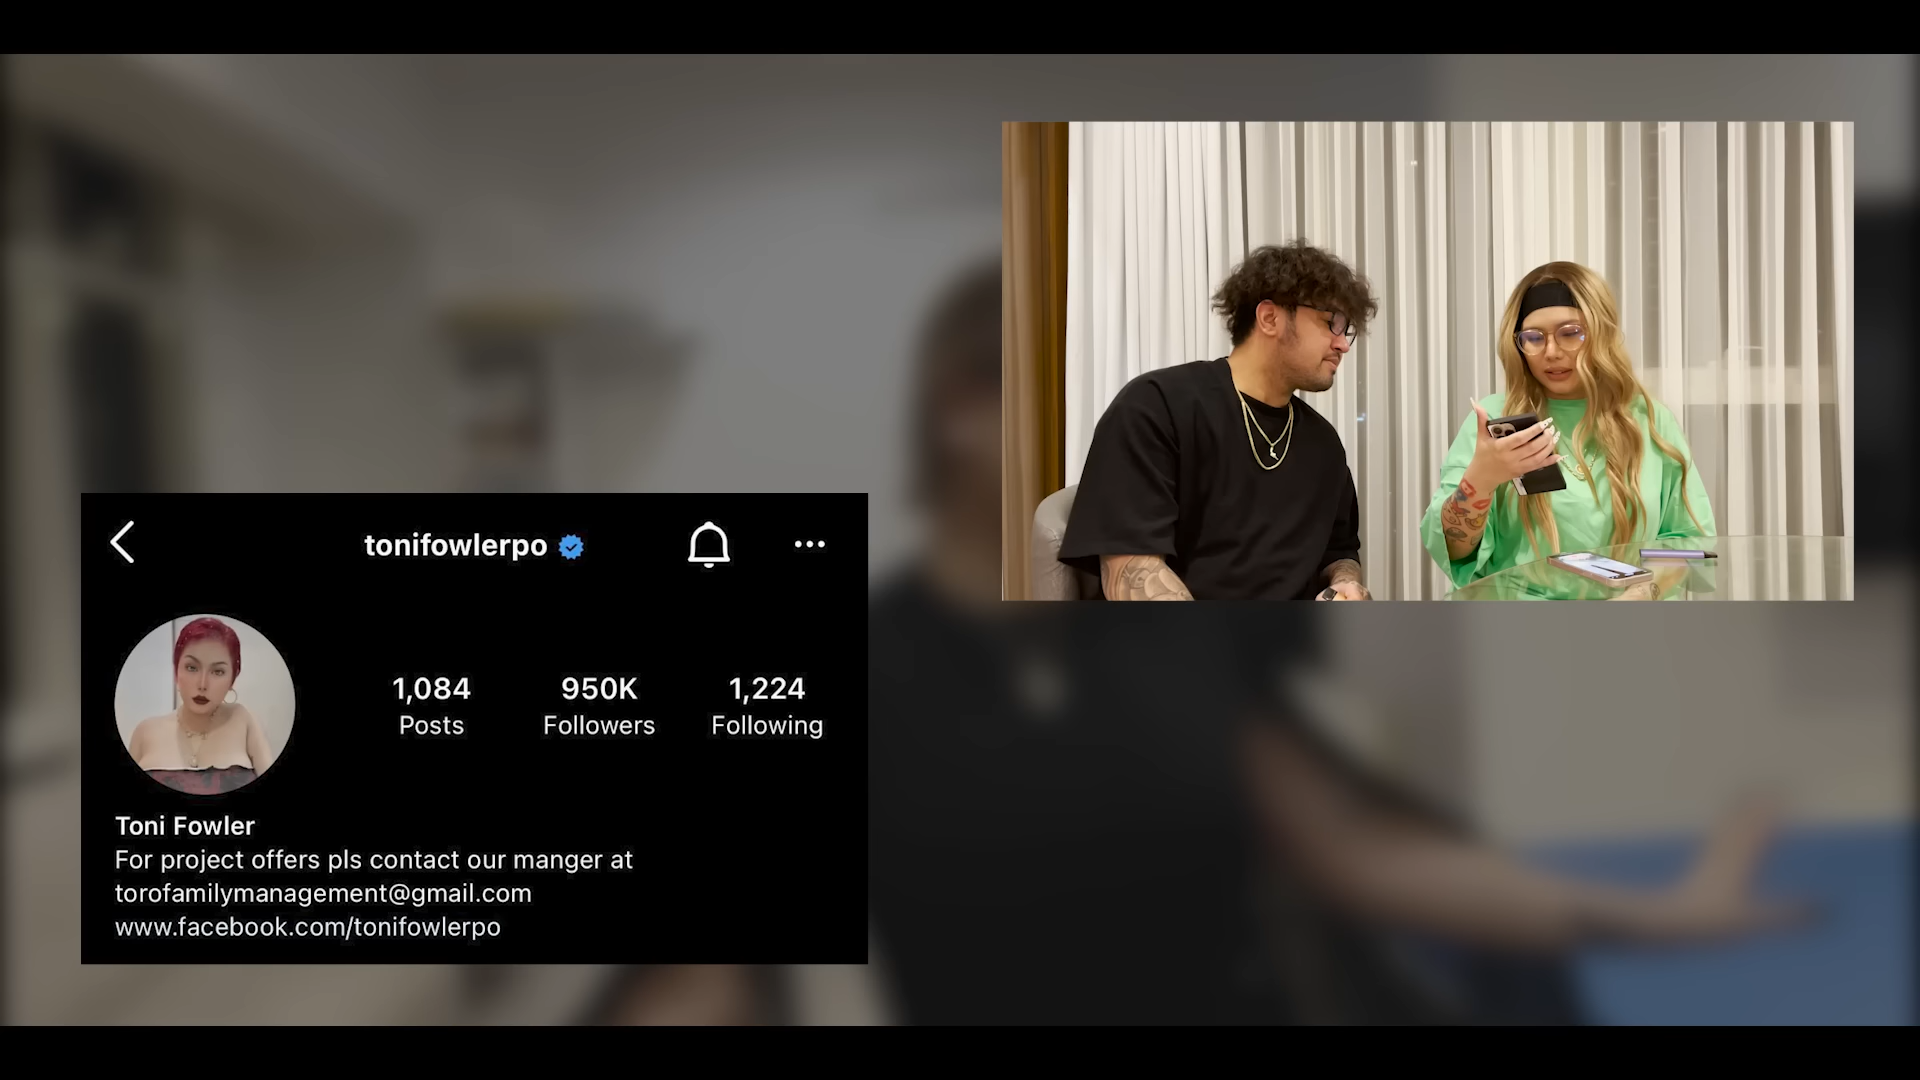 tonifowlerpo
1,084 950K 1,224
Posts Followers Following
Toni Fowler
For project offers pls contact our manger at
torofamilymanagement@gmail.com
www.facebook.com/tonifowlerpo